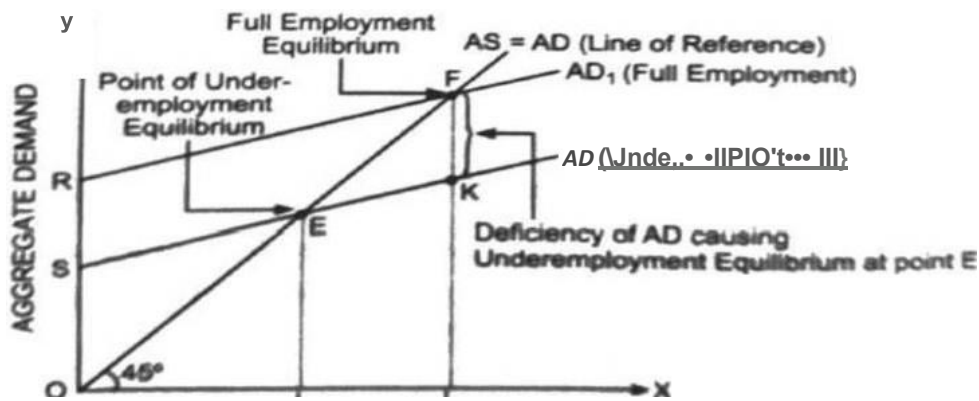 y
Full Employment
Equilibrium
AS = AD (Line of Reference)
AD₁ (Full Employment)
Point of Under-
employment
Equilibrium
F
AGGREGATE DEMAND
R
AD
K
E
S
Deficiency of AD causing
Underemployment Equilibrium at point E
45°
O
X